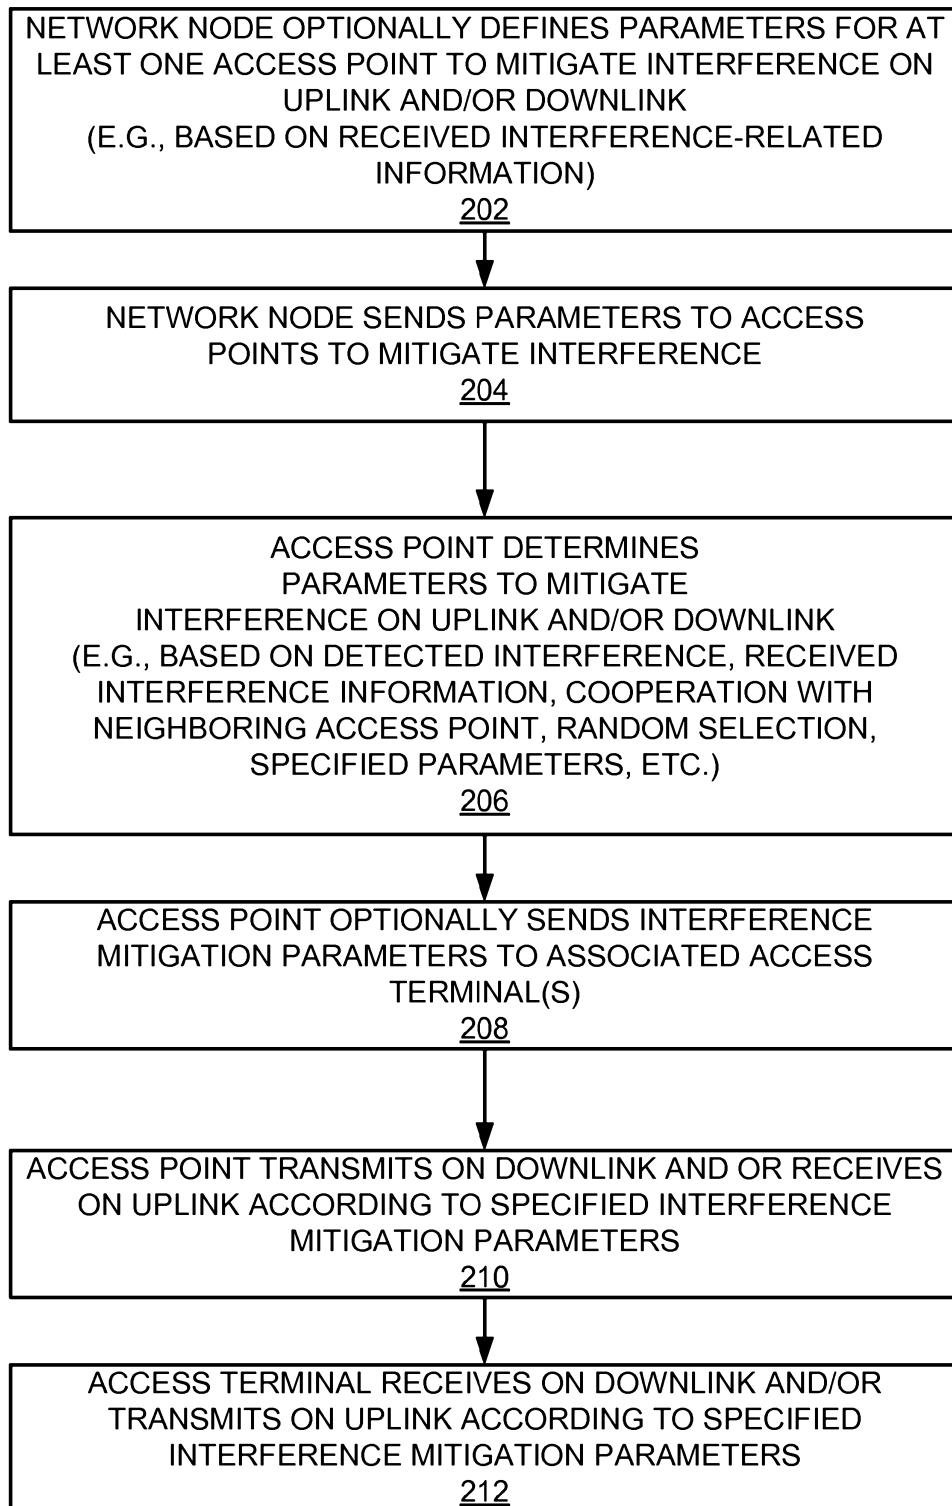 NETWORK NODE OPTIONALLY DEFINES PARAMETERS FOR AT
LEAST ONE ACCESS POINT TO MITIGATE INTERFERENCE ON
UPLINK AND/OR DOWNLINK
(E.G., BASED ON RECEIVED INTERFERENCE-RELATED
INFORMATION)
202
NETWORK NODE SENDS PARAMETERS TO ACCESS
POINTS TO MITIGATE INTERFERENCE
204
ACCESS POINT DETERMINES
PARAMETERS TO MITIGATE
INTERFERENCE ON UPLINK AND/OR DOWNLINK
(E.G., BASED ON DETECTED INTERFERENCE, RECEIVED
INTERFERENCE INFORMATION, COOPERATION WITH
NEIGHBORING ACCESS POINT, RANDOM SELECTION,
SPECIFIED PARAMETERS, ETC.)
206
ACCESS POINT OPTIONALLY SENDS INTERFERENCE
MITIGATION PARAMETERS TO ASSOCIATED ACCESS
TERMINAL(S)
208
ACCESS POINT TRANSMITS ON DOWNLINK AND OR RECEIVES
ON UPLINK ACCORDING TO SPECIFIED INTERFERENCE
MITIGATION PARAMETERS
210
ACCESS TERMINAL RECEIVES ON DOWNLINK AND/OR
TRANSMITS ON UPLINK ACCORDING TO SPECIFIED
INTERFERENCE MITIGATION PARAMETERS
212